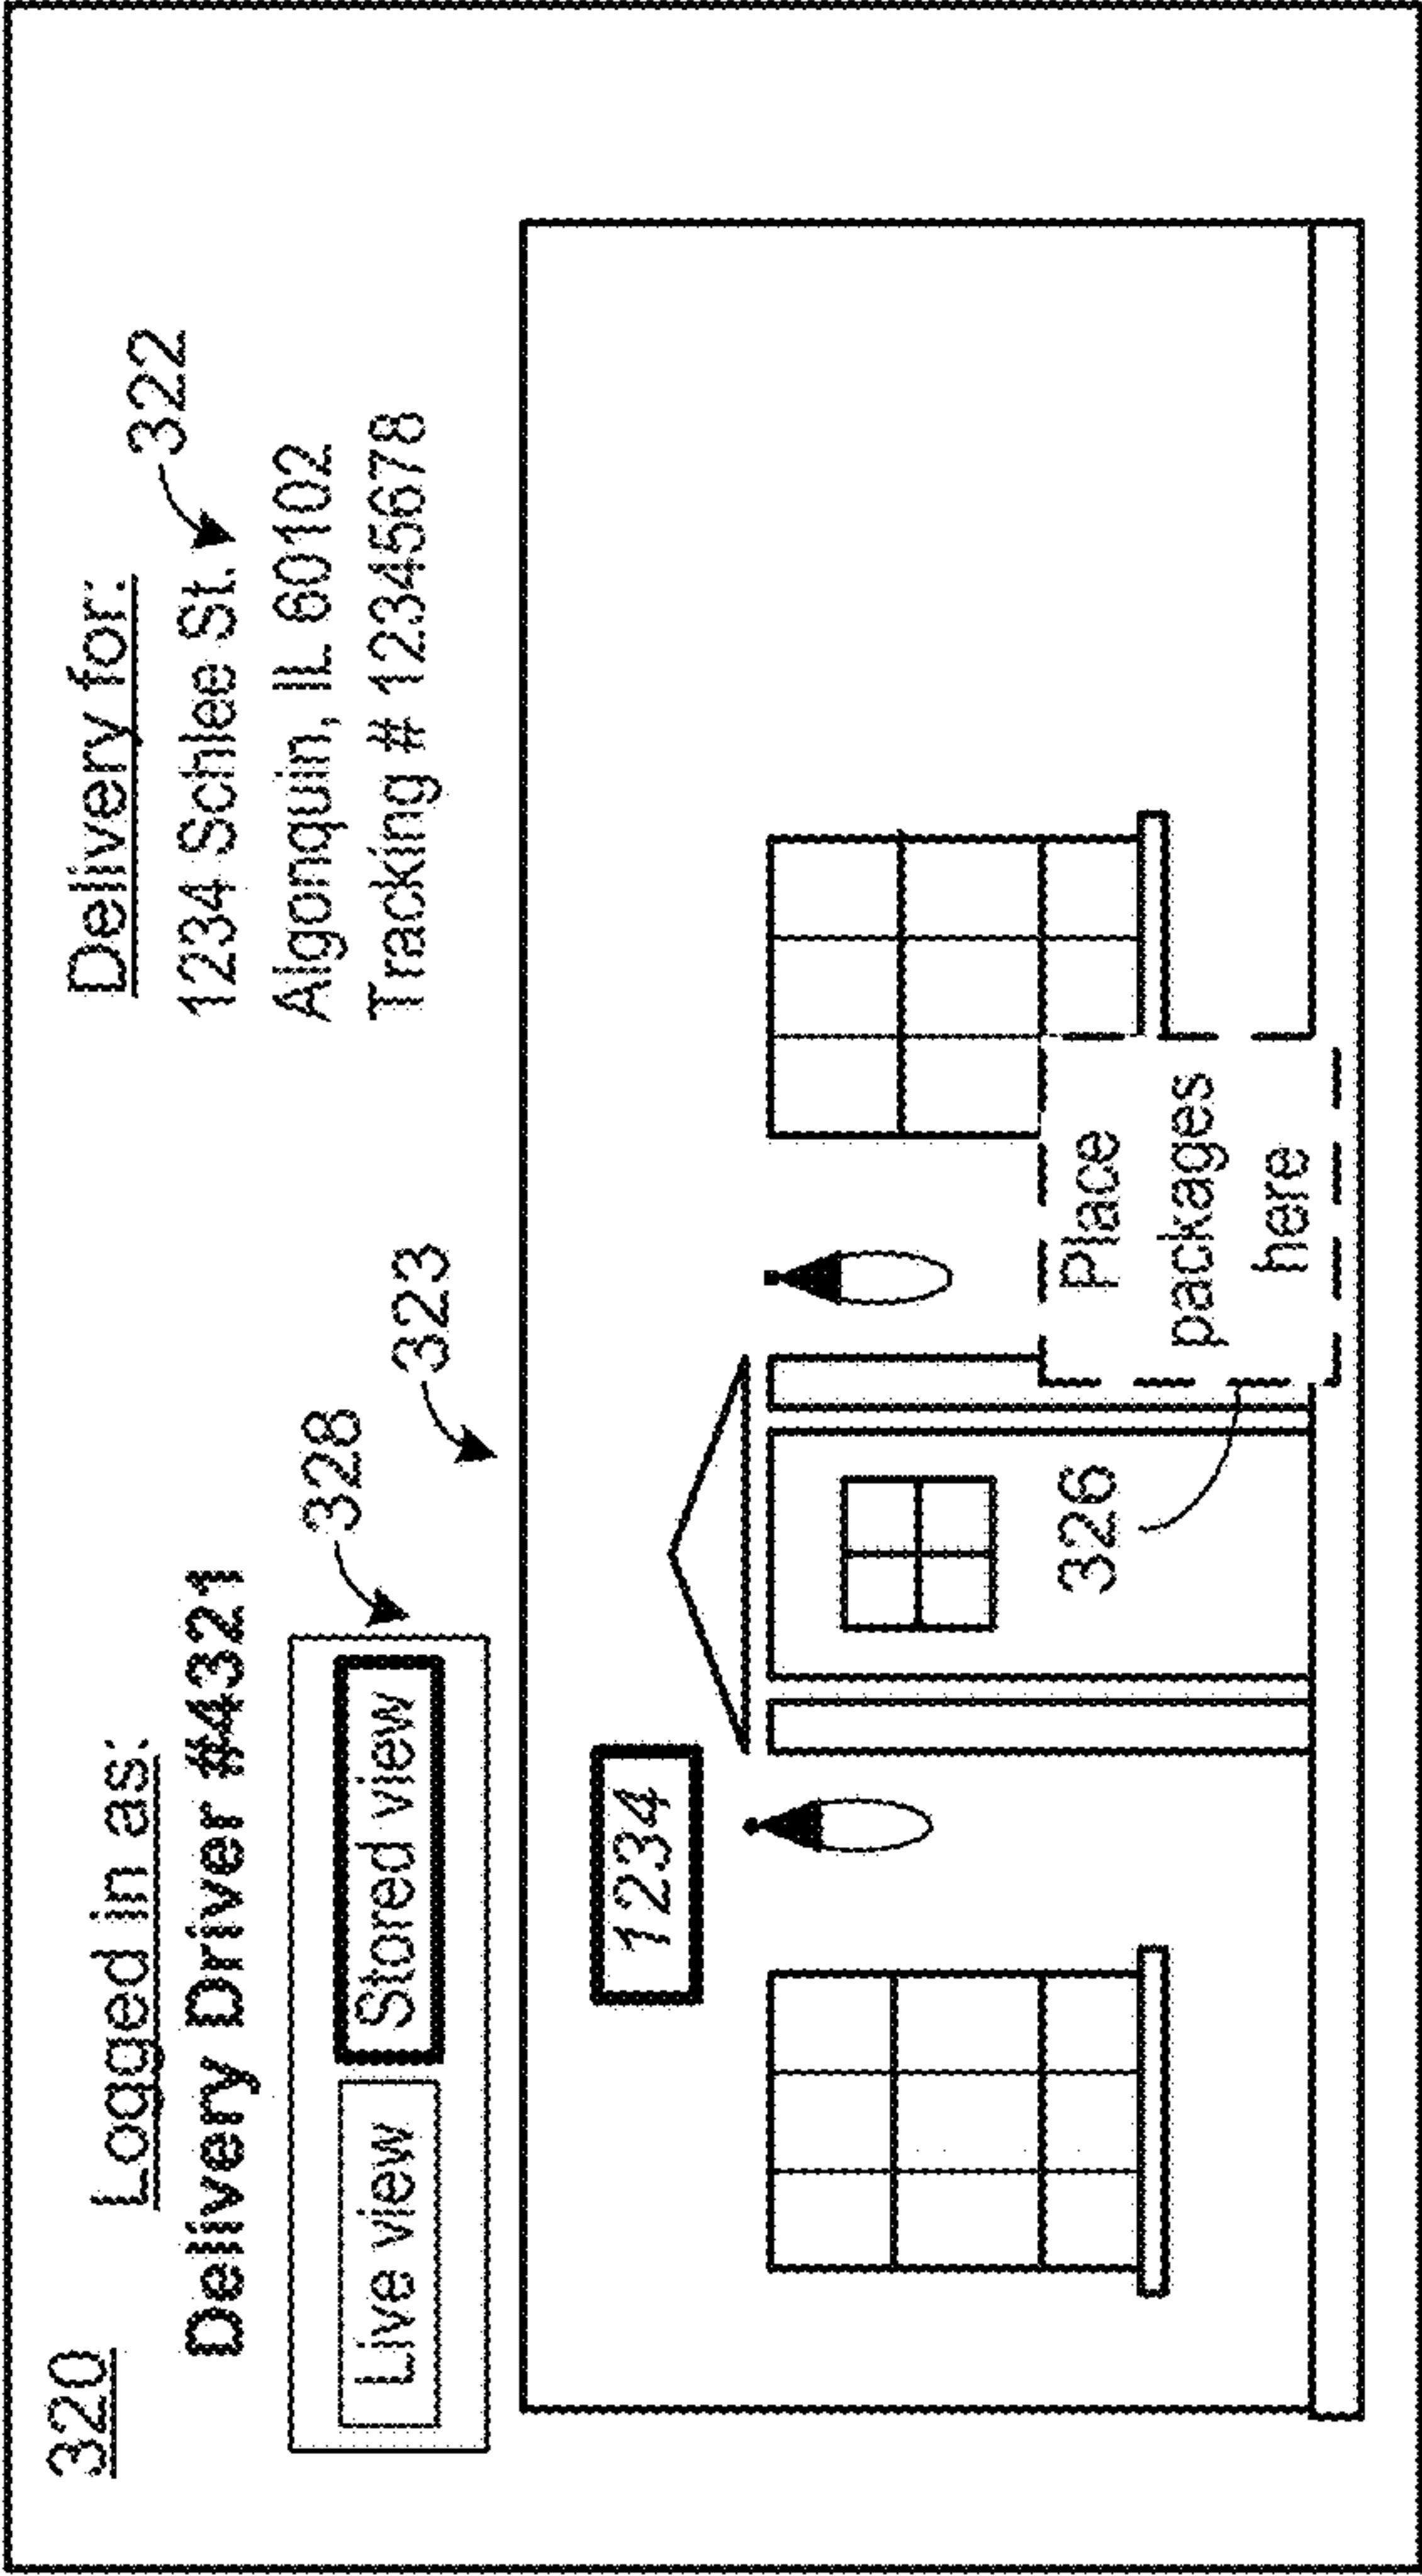 320
Logged in as:
Delivery Driver #4321
Delivery for:
1234 Schlee St.
322
Algonquin, IL 60102
Tracking # 12345678
Live view
Stored view
328
323
1234
326
Place
packages
here